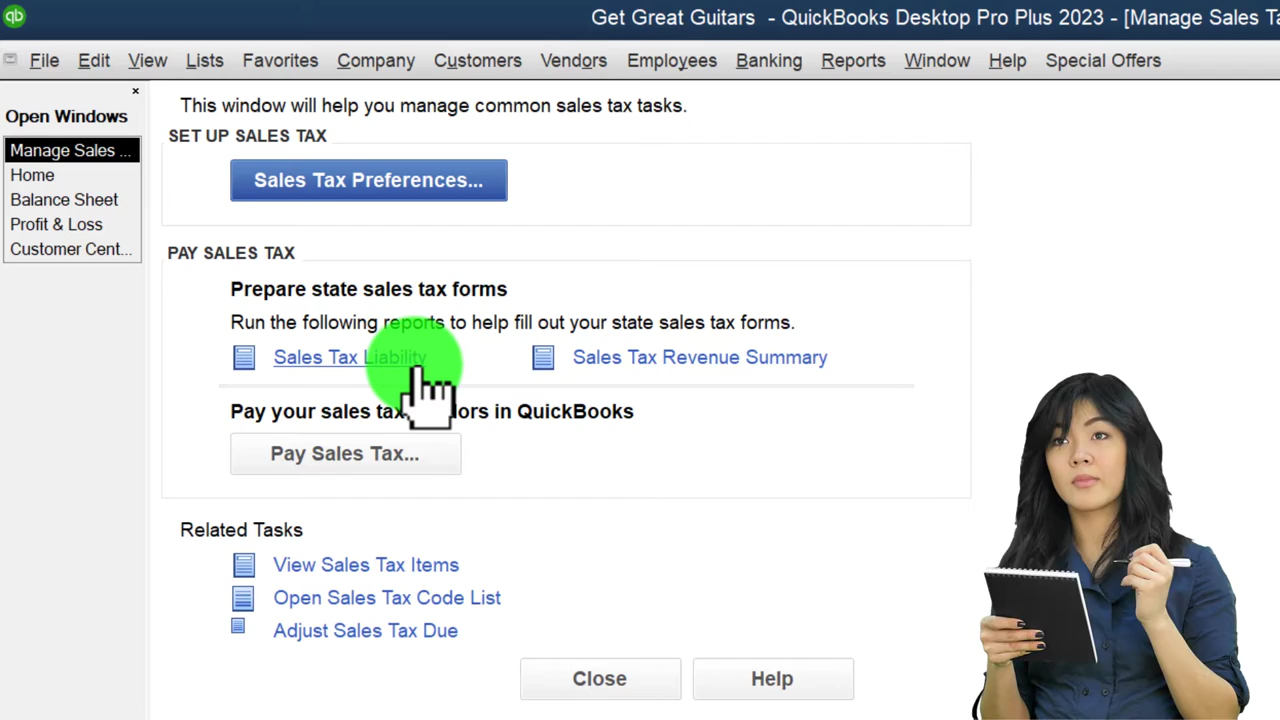 qb
Get Great Guitars - QuickBooks Desktop Pro Plus 2023 - [Manage Sales Ta
File Edit View Lists Favorites Company Customers Vendors Employees Banking Reports Window Help Special Offers
Open Windows
Manage Sales ...
Home
Balance Sheet
Profit & Loss
Customer Cent...
This window will help you manage common sales tax tasks.
SET UP SALES TAX
Sales Tax Preferences...
PAY SALES TAX
Prepare state sales tax forms
Run the following reports to help fill out your state sales tax forms.
Sales Tax Liability Sales Tax Revenue Summary
Pay your sales tax in QuickBooks
Pay Sales Tax...
Related Tasks
View Sales Tax Items
Open Sales Tax Code List
Adjust Sales Tax Due
Close Help